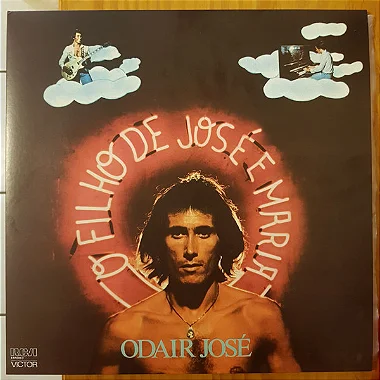 O FILHO DE JOSÉ E MARIA
ODAIR JOSÉ
RCA
VICTOR